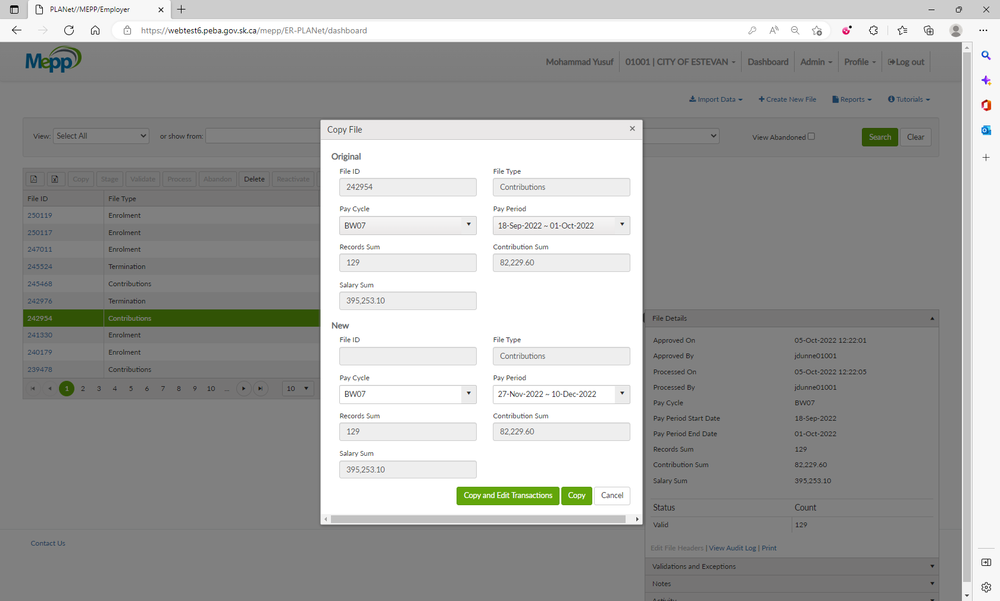 PLANet//MEPP/Employer
https://webtest6.peba.gov.sk.ca/mepp/ER-PLANet/dashboard
Mepp
Mohammad Yusuf
01001 | CITY OF ESTEVAN
Dashboard
Admin
Profile
Log out
Import Data
Create New File
Reports
Tutorials
View: Select All
or show from:
View Abandoned
Search
Clear
Copy
Stage
Validate
Process
Abandon
Delete
Reactivate
File ID File Type
250119 Enrolment
250117 Enrolment
247011 Enrolment
245524 Termination
245468 Contributions
242976 Termination
242954 Contributions
241330 Enrolment
240179 Enrolment
239478 Contributions
1 2 3 4 5 6 7 8 9 10 ... 10
Copy File
Original
File ID File Type
242954 Contributions
Pay Cycle Pay Period
BW07 18-Sep-2022 ~ 01-Oct-2022
Records Sum Contribution Sum
129 82,229.60
Salary Sum
395,253.10
New
File ID File Type
Contributions
Pay Cycle Pay Period
BW07 27-Nov-2022 ~ 10-Dec-2022
Records Sum Contribution Sum
129 82,229.60
Salary Sum
395,253.10
Copy and Edit Transactions
Copy
Cancel
File Details
Approved On 05-Oct-2022 12:22:01
Approved By jdunne01001
Processed On 05-Oct-2022 12:22:05
Processed By jdunne01001
Pay Cycle BW07
Pay Period Start Date 18-Sep-2022
Pay Period End Date 01-Oct-2022
Records Sum 129
Contribution Sum 82,229.60
Salary Sum 395,253.10
Status Count
Valid 129
Edit File Headers | View Audit Log | Print
Validations and Exceptions
Notes
Activity
Contact Us